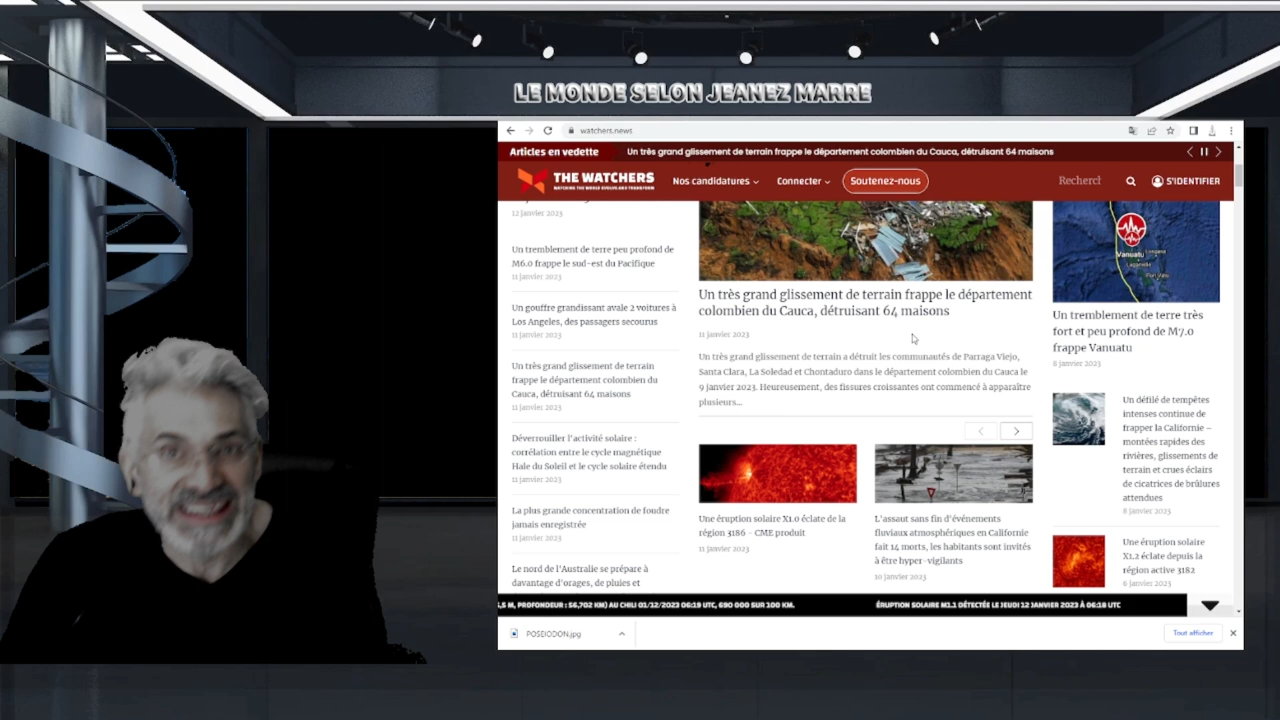 LE MONDE SELON JEANEZ MARRE
watchers.news
Articles en vedette
Un très grand glissement de terrain frappe le département colombien du Cauca, détruisant 64 maisons
THE WATCHERS
WATCHING THE WORLD EVOLVE AND TRANSFORM
Nos candidatures
Connecter
Soutenez-nous
Recherch
S'IDENTIFIER
12 janvier 2023
Un tremblement de terre peu profond de
M6.0 frappe le sud-est du Pacifique
11 janvier 2023
Un gouffre grandissant avale 2 voitures à
Los Angeles, des passagers secourus
11 janvier 2023
Un très grand glissement de terrain
frappe le département colombien du
Cauca, détruisant 64 maisons
11 janvier 2023
Déverrouiller l'activité solaire :
corrélation entre le cycle magnétique
Hale du Soleil et le cycle solaire étendu
11 janvier 2023
La plus grande concentration de foudre
jamais enregistrée
11 janvier 2023
Le nord de l'Australie se prépare à
davantage d'orages, de pluies et
Un très grand glissement de terrain frappe le département
colombien du Cauca, détruisant 64 maisons
11 janvier 2023
Un très grand glissement de terrain a détruit les communautés de Parraga Viejo,
Santa Clara, La Soledad et Chontaduro dans le département colombien du Cauca le
9 janvier 2023. Heureusement, des fissures croissantes ont commencé à apparaître
plusieurs...
Une éruption solaire X1.0 éclate de la
région 3186 - CME produit
11 janvier 2023
L'assaut sans fin d'événements
fluviaux atmosphériques en Californie
fait 14 morts, les habitants sont invités
à être hyper-vigilants
10 janvier 2023
Vanuatu
Un tremblement de terre très
fort et peu profond de M7.0
frappe Vanuatu
8 janvier 2023
Un défilé de tempêtes
intenses continue de
frapper la Californie –
montées rapides des
rivières, glissements de
terrain et crues éclairs
de cicatrices de brûlures
attendues
8 janvier 2023
Une éruption solaire
X1.2 éclate depuis la
région active 3182
6 janvier 2023
,5 M, PROFONDEUR : 56,702 KM) AU CHILI 01/12/2023 06:19 UTC, 690 000 SUR 100 KM.
ÉRUPTION SOLAIRE M1.1 DÉTECTÉE LE JEUDI 12 JANVIER 2023 À 06:18 UTC
POSEIODON.jpg
Tout afficher